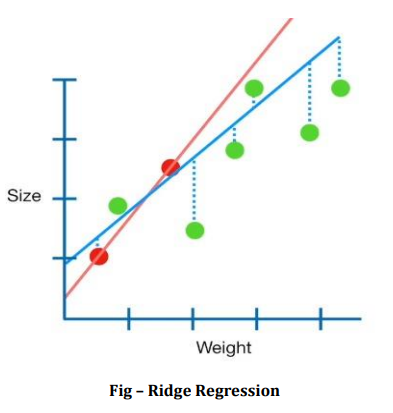 Size
Weight
Fig – Ridge Regression